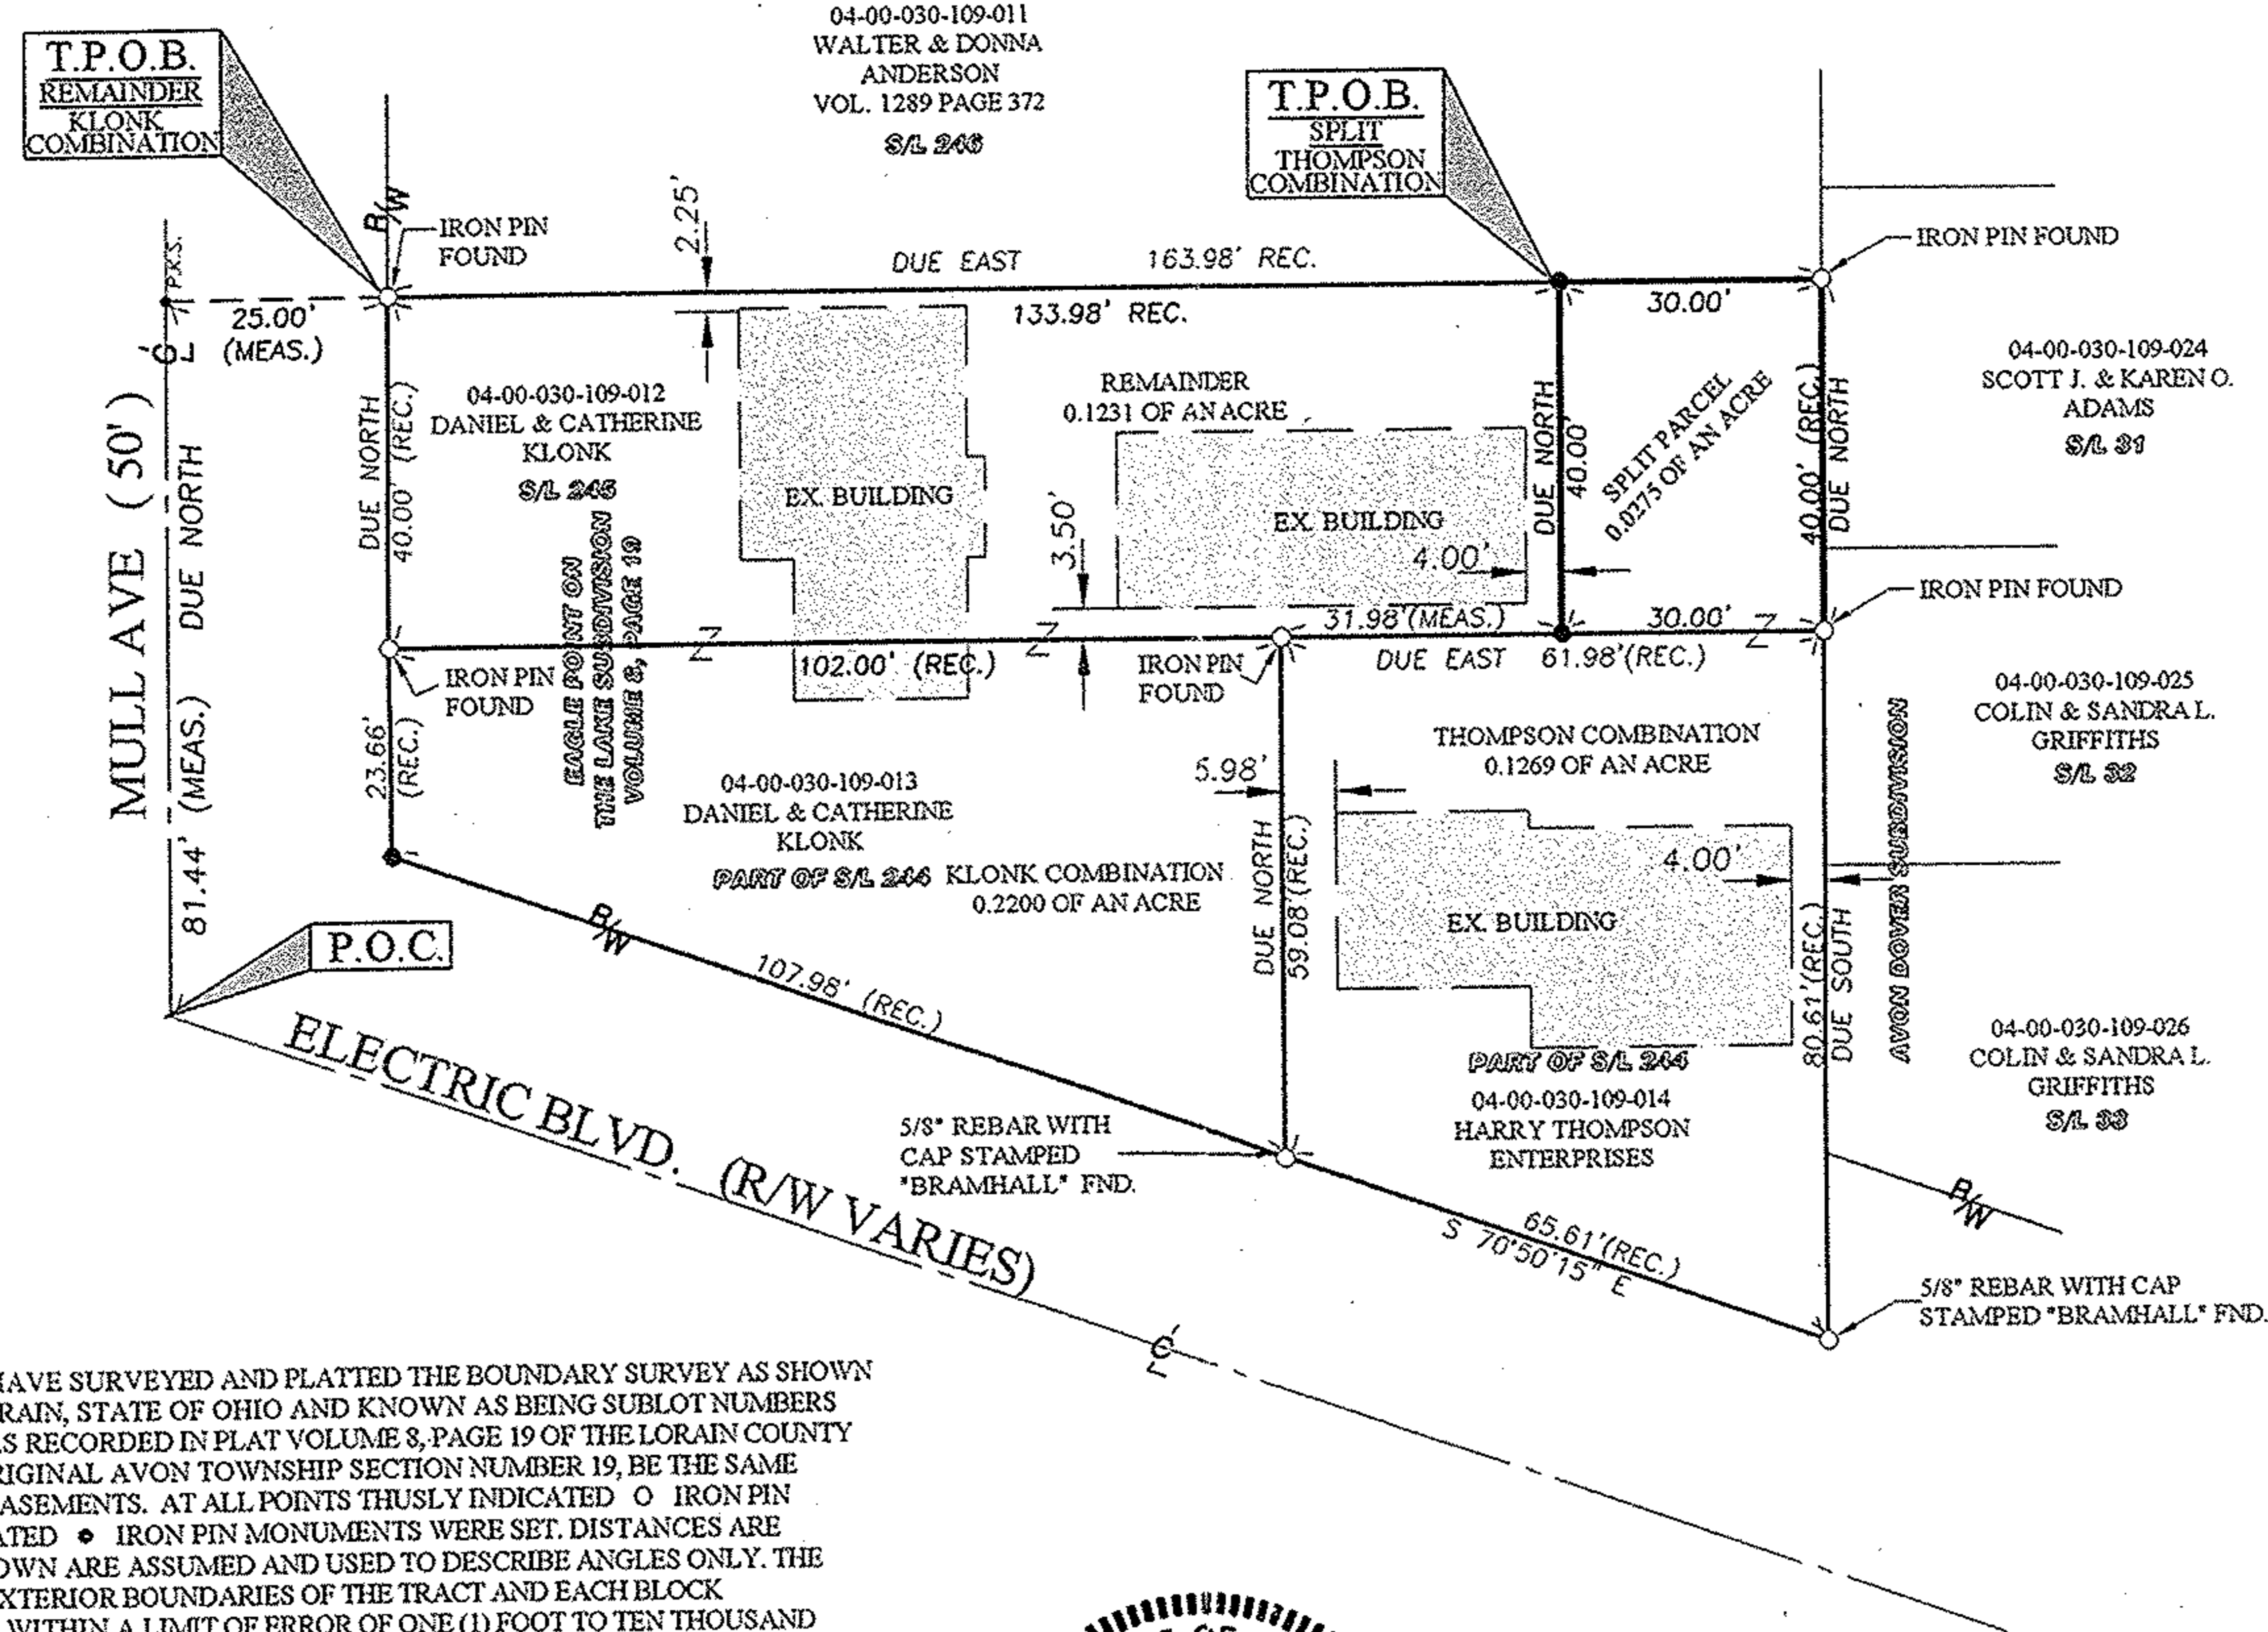 04-00-030-109-011
WALTER & DONNA
ANDERSON
VOL. 1289 PAGE 372
S/L 246
T.P.O.B.
REMAINDER
KLONK
COMBINATION
T.P.O.B.
SPLIT
THOMPSON
COMBINATION
R/W
IRON PIN
FOUND
2.25'
DUE EAST 163.98' REC.
133.98' REC.
30.00'
IRON PIN FOUND
P.K.S.
25.00'
(MEAS.)
CL
MULL AVE (50')
DUE NORTH
81.44' (MEAS.)
DUE NORTH
40.00' (REC.)
04-00-030-109-012
DANIEL & CATHERINE
KLONK
S/L 245
EAGLE POINT ON
THE LAKE SUBDIVISION
VOLUME 8, PAGE 19
EX. BUILDING
REMAINDER
0.1231 OF AN ACRE
EX. BUILDING
3.50'
4.00'
DUE NORTH
40.00'
SPLIT PARCEL
0.0275 OF AN ACRE
40.00' (REC.)
DUE NORTH
04-00-030-109-024
SCOTT J. & KAREN O.
ADAMS
S/L 31
IRON PIN FOUND
31.98'(MEAS.)
30.00'
Z
Z
Z
102.00' (REC.)
IRON PIN
FOUND
DUE EAST 61.98'(REC.)
IRON PIN
FOUND
23.66'
(REC.)
04-00-030-109-013
DANIEL & CATHERINE
KLONK
PART OF S/L 244
KLONK COMBINATION
0.2200 OF AN ACRE
5.98'
DUE NORTH
59.08'(REC.)
THOMPSON COMBINATION
0.1269 OF AN ACRE
4.00'
EX. BUILDING
PART OF S/L 244
04-00-030-109-014
HARRY THOMPSON
ENTERPRISES
80.61'(REC.)
DUE SOUTH
AVON DOVER SUBDIVISION
04-00-030-109-025
COLIN & SANDRA L.
GRIFFITHS
S/L 32
04-00-030-109-026
COLIN & SANDRA L.
GRIFFITHS
S/L 33
P.O.C.
R/W
107.98' (REC.)
ELECTRIC BLVD. (R/W VARIES)
CL
5/8" REBAR WITH
CAP STAMPED
"BRAMHALL" FND.
65.61'(REC.)
S 70°50'15" E
R/W
5/8" REBAR WITH CAP
STAMPED "BRAMHALL" FND.
HAVE SURVEYED AND PLATTED THE BOUNDARY SURVEY AS SHOWN
RAIN, STATE OF OHIO AND KNOWN AS BEING SUBLOT NUMBERS
AS RECORDED IN PLAT VOLUME 8, PAGE 19 OF THE LORAIN COUNTY
RIGINAL AVON TOWNSHIP SECTION NUMBER 19, BE THE SAME
ASEMENTS. AT ALL POINTS THUSLY INDICATED O IRON PIN
ATED ● IRON PIN MONUMENTS WERE SET. DISTANCES ARE
OWN ARE ASSUMED AND USED TO DESCRIBE ANGLES ONLY. THE
EXTERIOR BOUNDARIES OF THE TRACT AND EACH BLOCK
WITHIN A LIMIT OF ERROR OF ONE (1) FOOT TO TEN THOUSAND